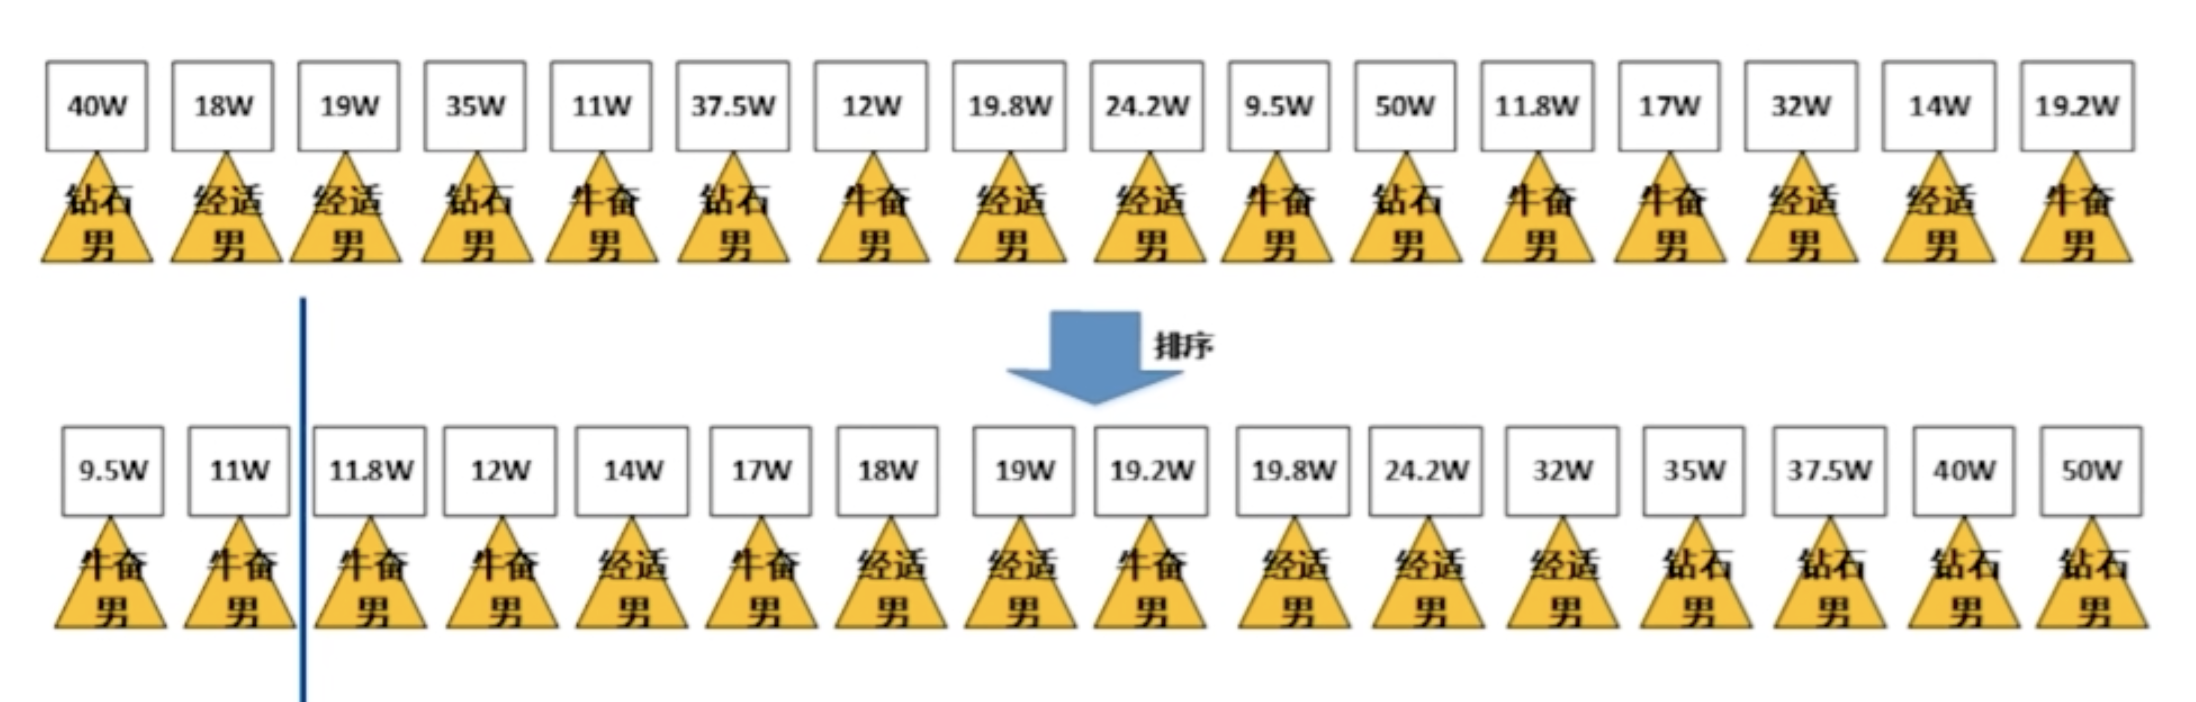 40W 18W 19W 35W 11W 37.5W 12W 19.8W 24.2W 9.5W 50W 11.8W 17W 32W 14W 19.2W
钻石 经适 经适 钻石 牛奋 钻石 牛奋 经适 经适 牛奋 钻石 牛奋 牛奋 经适 经适 牛奋
男 男 男 男 男 男 男 男 男 男 男 男 男 男 男 男
排序
9.5W 11W 11.8W 12W 14W 17W 18W 19W 19.2W 19.8W 24.2W 32W 35W 37.5W 40W 50W
牛奋 牛奋 牛奋 牛奋 经适 牛奋 经适 经适 牛奋 经适 经适 经适 钻石 钻石 钻石 钻石
男 男 男 男 男 男 男 男 男 男 男 男 男 男 男 男